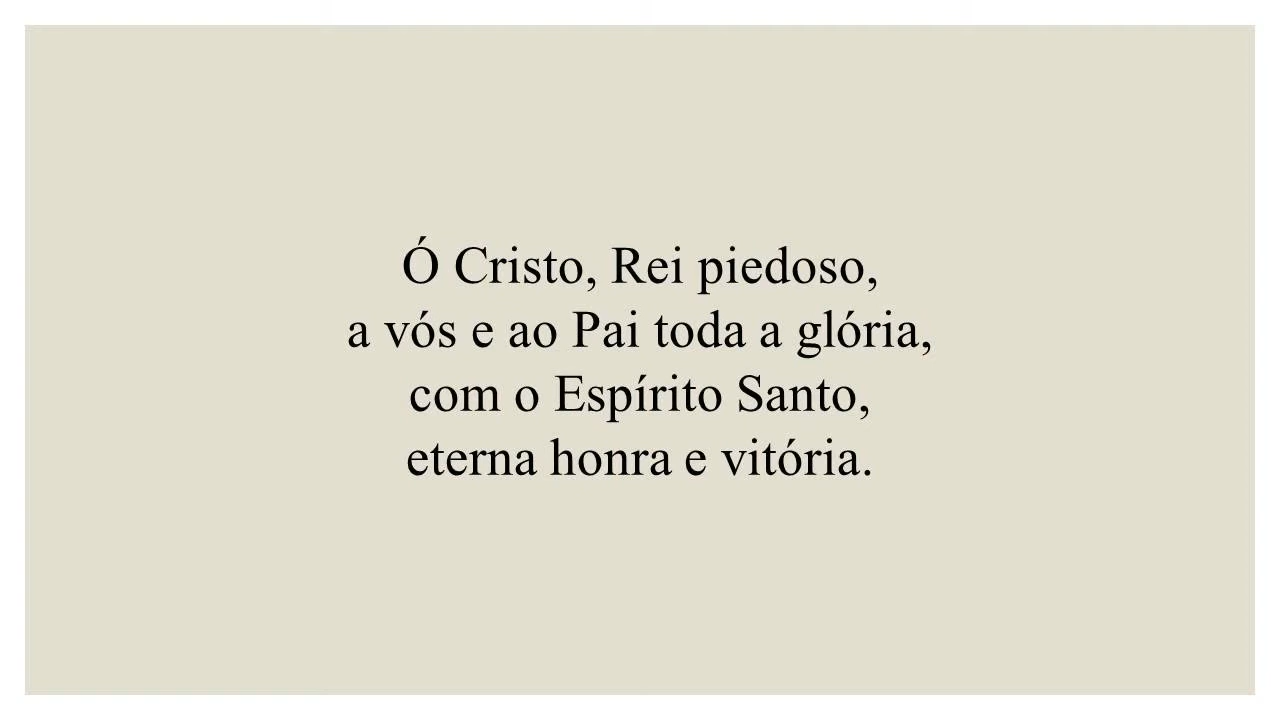 Ó Cristo, Rei piedoso,
a vós e ao Pai toda a glória,
com o Espírito Santo,
eterna honra e vitória.